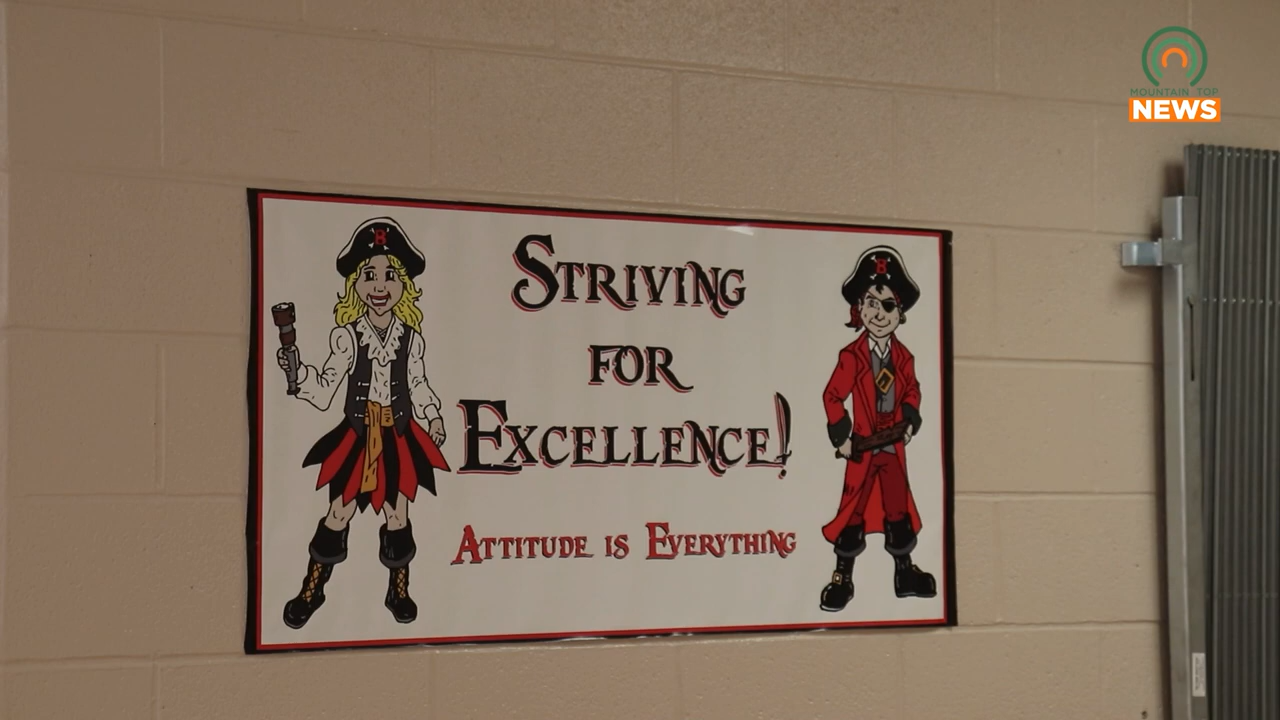 MOUNTAIN TOP
NEWS
STRIVING
FOR
EXCELLENCE!
ATTITUDE IS EVERYTHING
B
B